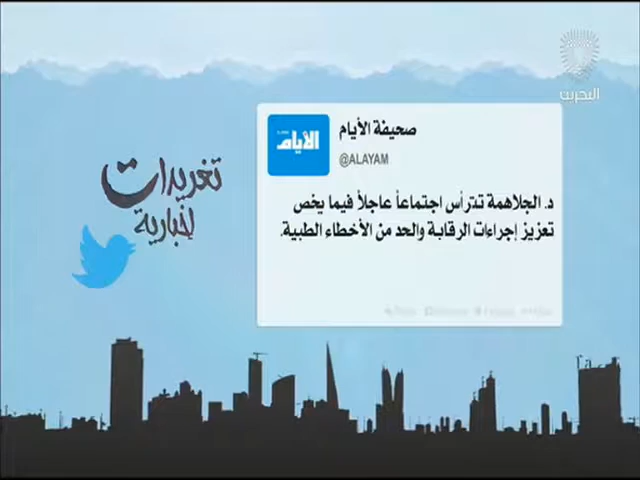 البحرين
صحيفة الأيام
الأيام
@ALAYAM
تغريدات
إخبارية
د. الجلاهمة تترأس اجتماعاً عاجلاً فيما يخص
تعزيز إجراءات الرقابة والحد من الأخطاء الطبية.